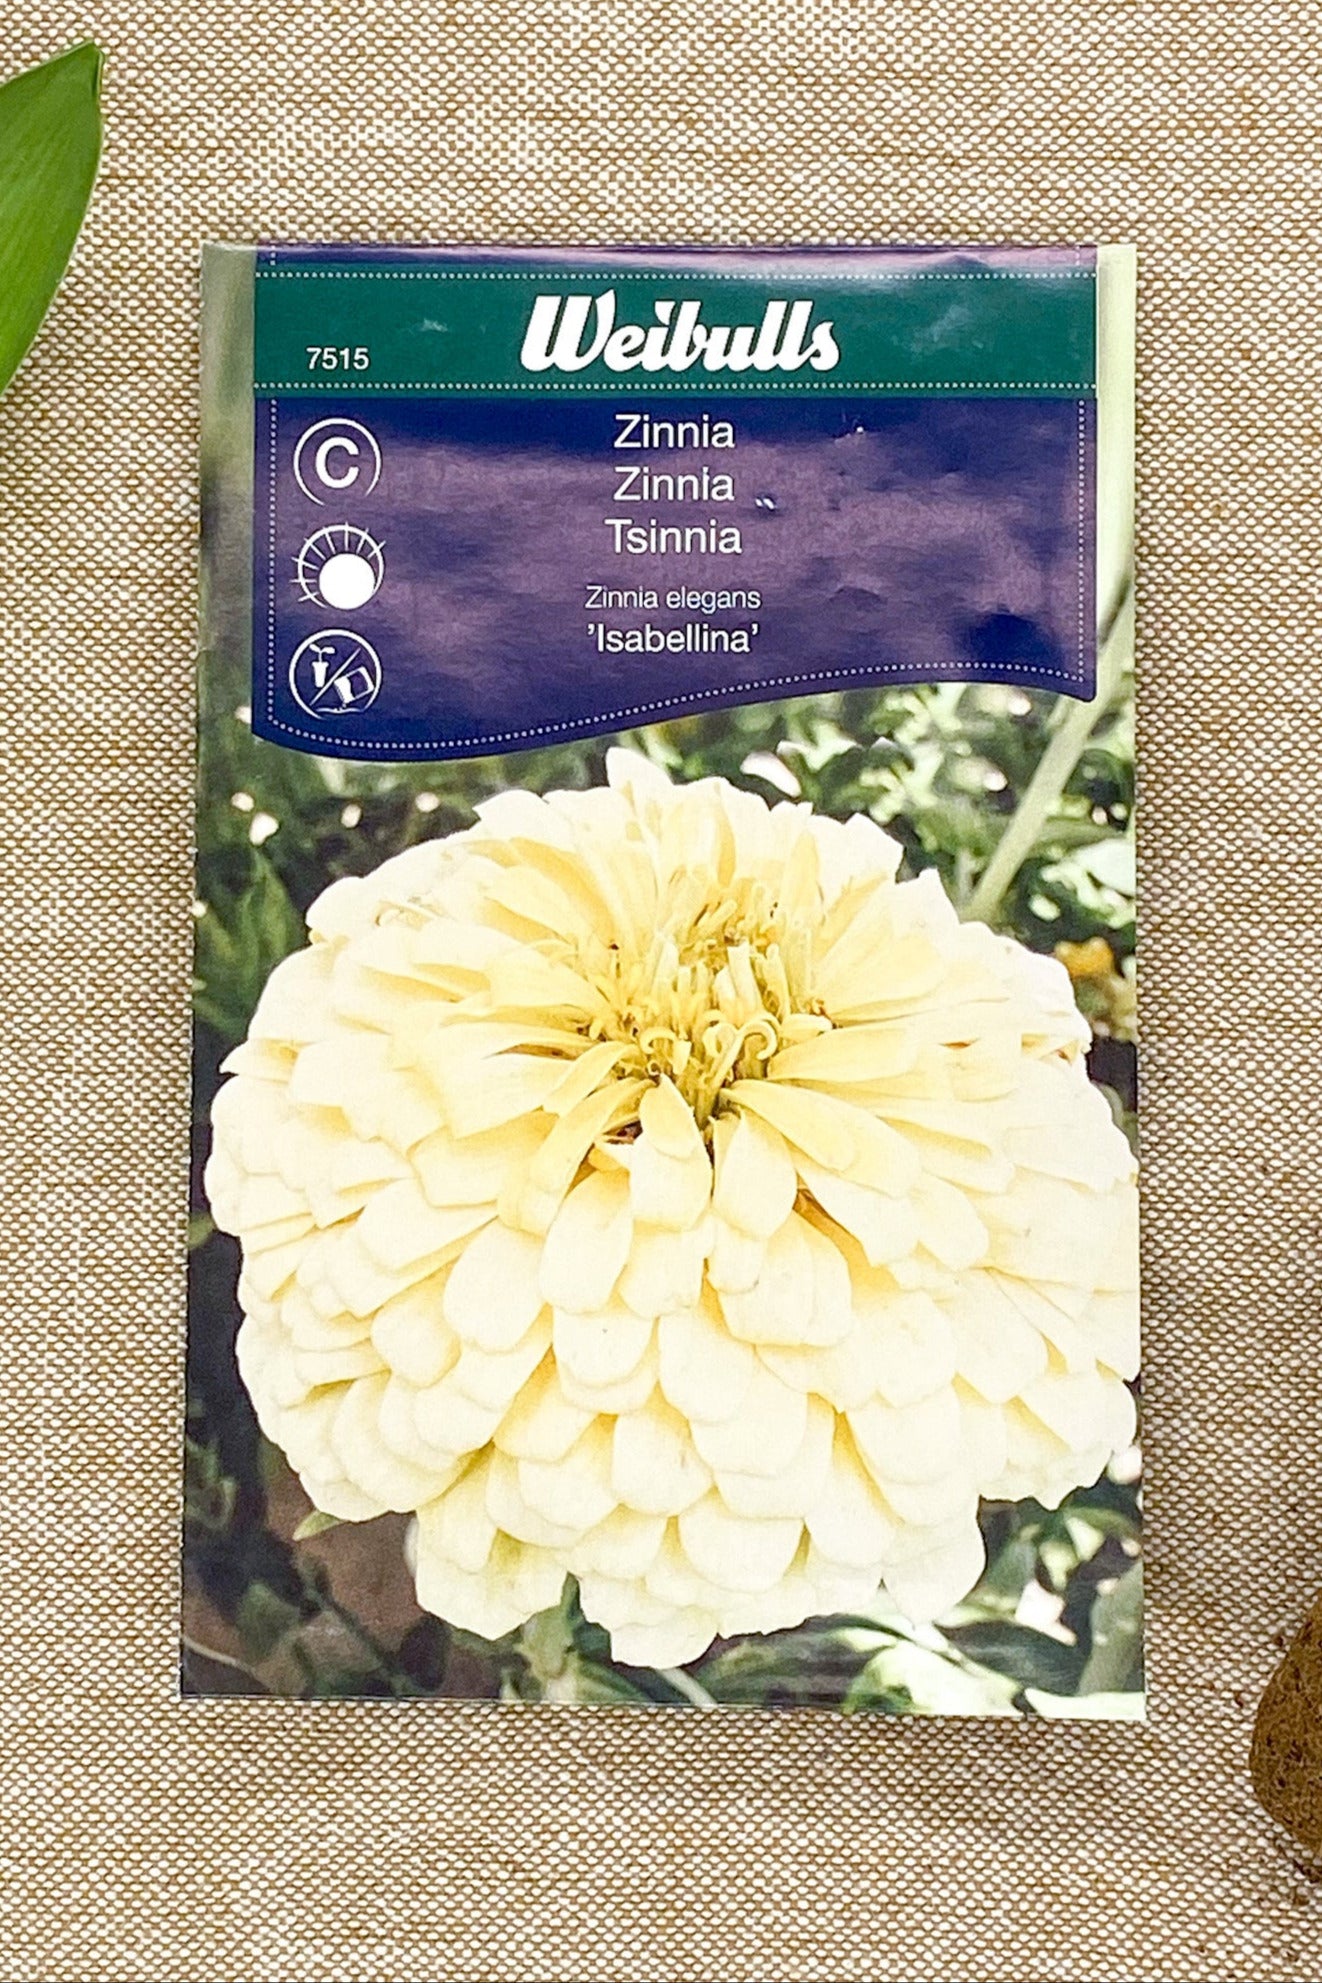 Weibulls
7515
C
Zinnia
Zinnia
Tsinnia
Zinnia elegans
’Isabellina’